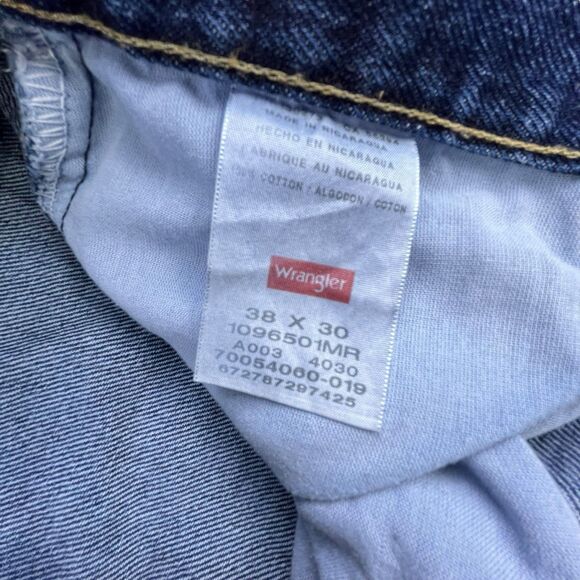 MADE IN NICARAGUA
HECHO EN NICARAGUA
FABRIQUE AU NICARAGUA
COTTON / ALGODON / COTON
Wrangler
38 X 30
1096501MR
A003 4030
70054060-019
672787297425